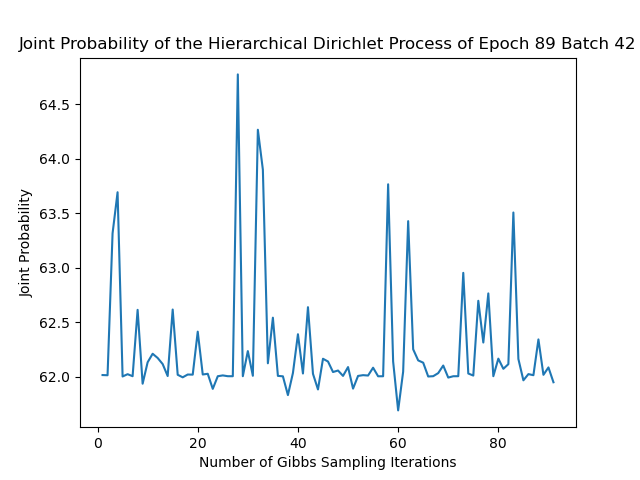 Joint Probability of the Hierarchical Dirichlet Process of Epoch 89 Batch 42
64.5
64.0
63.5
63.0
62.5
62.0
Joint Probability
0 20 40 60 80
Number of Gibbs Sampling Iterations